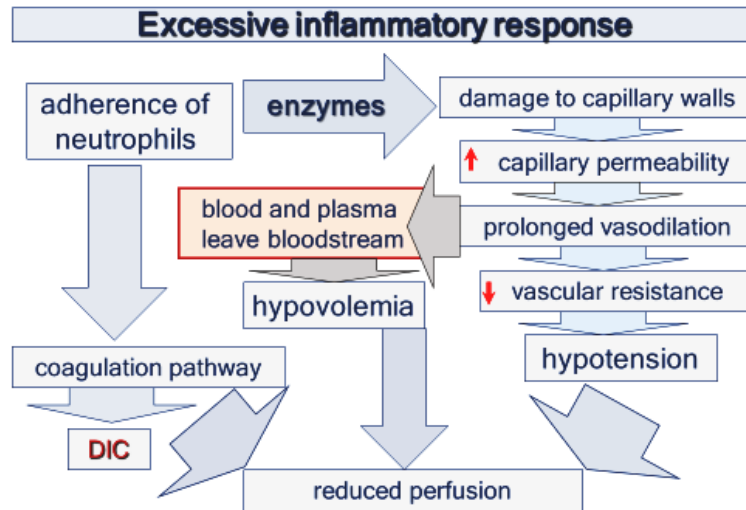 Excessive inflammatory response
adherence of
neutrophils
enzymes
damage to capillary walls
capillary permeability
blood and plasma
leave bloodstream
prolonged vasodilation
vascular resistance
hypovolemia
hypotension
coagulation pathway
DIC
reduced perfusion